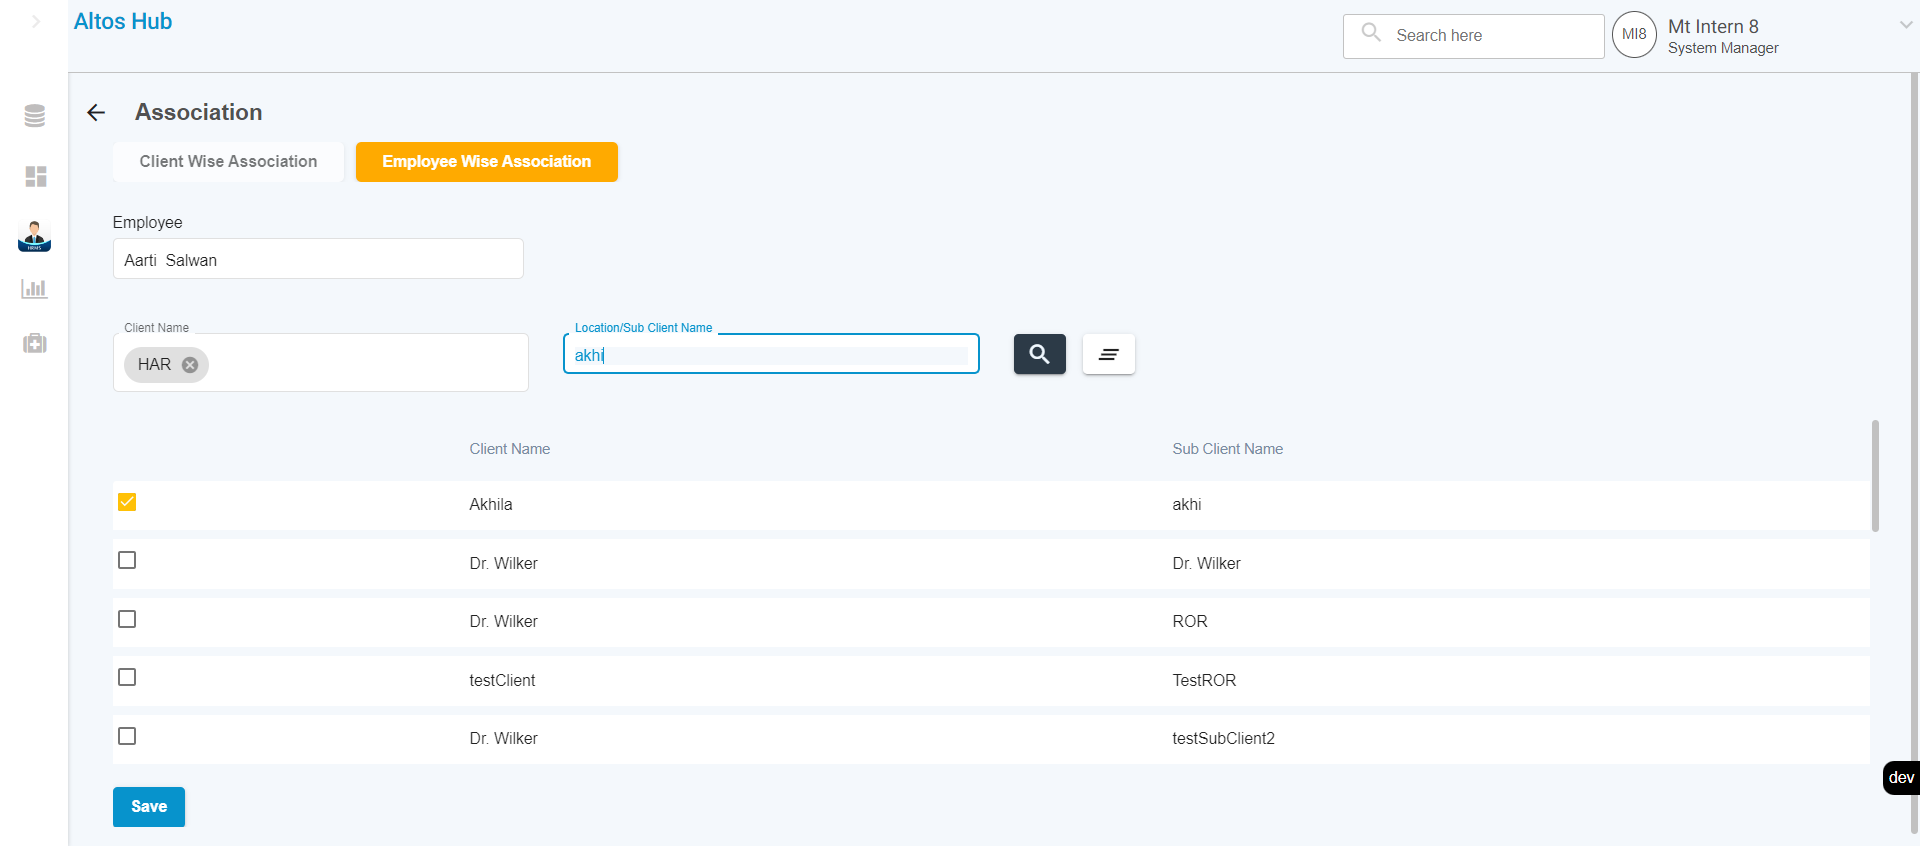 Altos Hub
Search here
MI8
Mt Intern 8
System Manager
Association
Client Wise Association
Employee Wise Association
Employee
Aarti  Salwan
Client Name
HAR
Location/Sub Client Name
akhi
Client Name
Sub Client Name
Akhila
akhi
Dr. Wilker
Dr. Wilker
Dr. Wilker
ROR
testClient
TestROR
Dr. Wilker
testSubClient2
Save
dev
HRMS